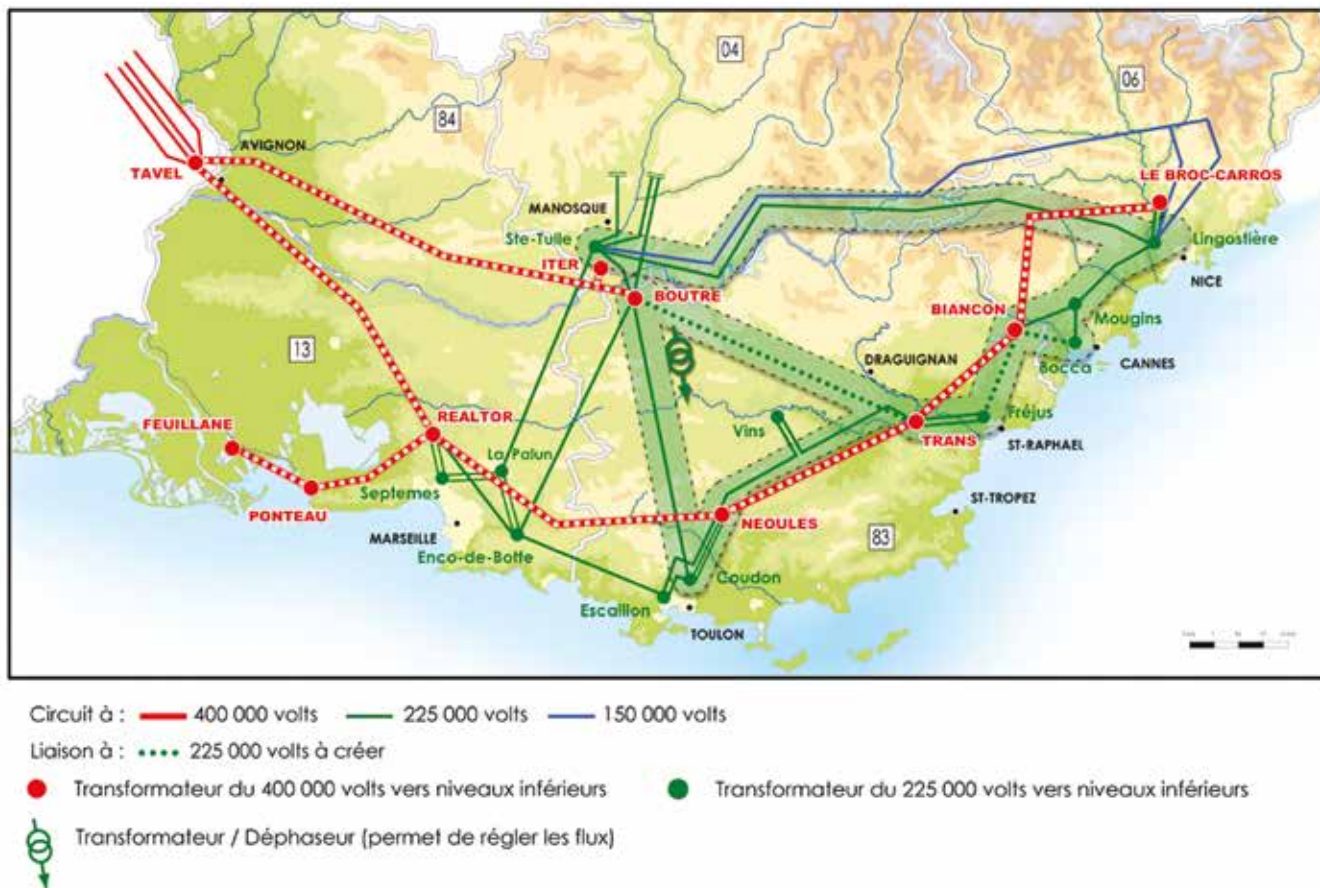 04
06
84
AVIGNON
TAVEL
LE BROC-CARROS
MANOSQUE
Ste-Tulle
Lingostière
ITER
NICE
BOUTRE
BIANCON
Mougins
13
DRAGUIGNAN
CANNES
Bocca
FEUILLANE
REALTOR
Vins
Fréjus
TRANS
ST-RAPHAEL
La Palun
Septemes
ST-TROPEZ
PONTEAU
NEOULES
MARSEILLE
83
Enco-de-Botte
Coudon
Escaillon
TOULON
Circuit à : 400 000 volts 225 000 volts 150 000 volts
Liaison à : 225 000 volts à créer
Transformateur du 400 000 volts vers niveaux inférieurs Transformateur du 225 000 volts vers niveaux inférieurs
Transformateur / Déphaseur (permet de régler les flux)